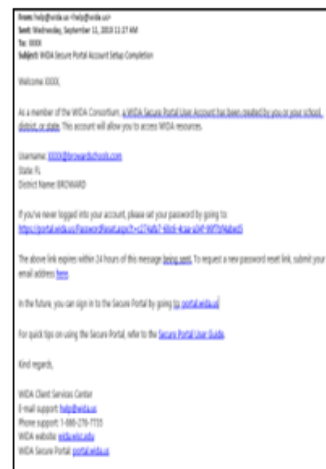 From: help@wida.us <help@wida.us>
Sent: Wednesday, September 11, 2019 11:27 AM
To: XXXX
Subject: WIDA Secure Portal Account Setup Completion
Welcome XXXX,
As a member of the WIDA Consortium, a WIDA Secure Portal User Account has been created by you or your school,
district, or state. This account will allow you to access WIDA resources.
Username: XXXX@browardschools.com
State: FL
District Name: BROWARD
If you've never logged into your account, please set your password by going to:
The above link expires within 24 hours of this message being sent. To request a new password reset link, submit your
email address here.
In the future, you can sign in to the Secure Portal by going to portal.wida.us
For quick tips on using the Secure Portal, refer to the Secure Portal User Guide.
Kind regards,
WIDA Client Services Center
E-mail support: help@wida.us
Phone support: 1-866-276-7735
WIDA website: wida.wisc.edu
WIDA Secure Portal: portal.wida.us